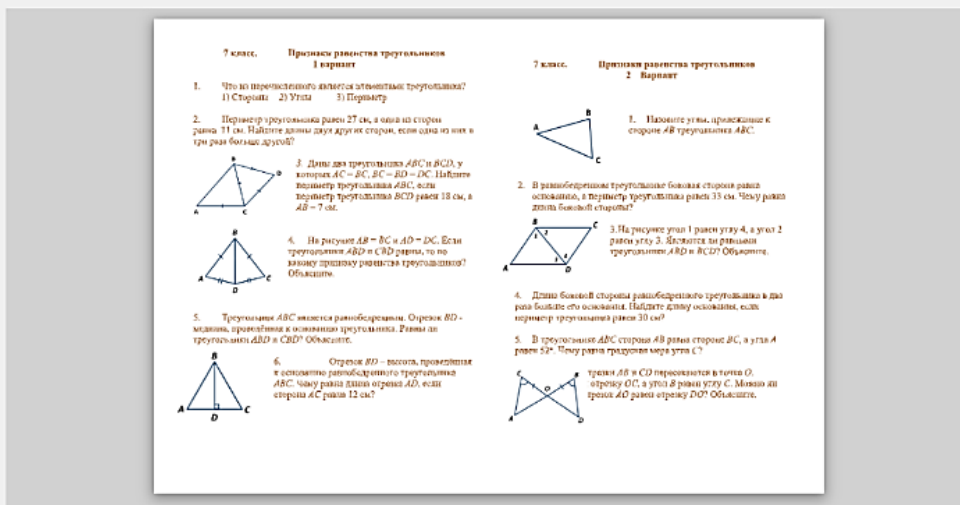 7 класс. Признаки равенства треугольников
1 вариант
1. Что из перечисленного является элементами треугольника?
1) Стороны 2) Углы 3) Периметр
2. Периметр треугольника равен 27 см, а одна из сторон
равна 11 см. Найдите длины двух других сторон, если одна из них в
три раза больше другой?
B
D
A
C
3. Даны два треугольника ABC и BCD, у
которых AC = BC, BC = BD = DC. Найдите
периметр треугольника ABC, если
периметр треугольника BCD равен 18 см, а
AB = 7 см.
B
A
C
D
4. На рисунке AB = BC и AD = DC. Если
треугольники ABD и CBD равны, то по
какому признаку равенства треугольников?
Объясните.
5. Треугольник ABC является равнобедренным. Отрезок BD -
медиана, проведённая к основанию треугольника. Равны ли
треугольники ABD и CBD? Объясните.
B
A
C
D
6. Отрезок BD – высота, проведённая
к основанию равнобедренного треугольника
ABC. Чему равна длина отрезка AD, если
сторона AC равна 12 см?
7 класс. Признаки равенства треугольников
2 Вариант
B
A
C
1. Назовите углы, прилежащие к
стороне AB треугольника ABC.
2. В равнобедренном треугольнике боковая сторона равна
основанию, а периметр треугольника равен 33 см. Чему равна
длина боковой стороны?
B
C
1 2
3 4
A
D
3.На рисунке угол 1 равен углу 4, а угол 2
равен углу 3. Являются ли равными
треугольники ABD и BCD? Объясните.
4. Длина боковой стороны равнобедренного треугольника в два
раза больше его основания. Найдите длину основания, если
периметр треугольника равен 30 см?
5. В треугольнике ABC сторона AB равна стороне BC, а угла A
равен 52°. Чему равна градусная мера угла C?
C
B
O
A
D
трезки AB и CD пересекаются в точке O.
отрезку OC, а угол B равен углу C. Можно ли
трезок AO равен отрезку DO? Объясните.